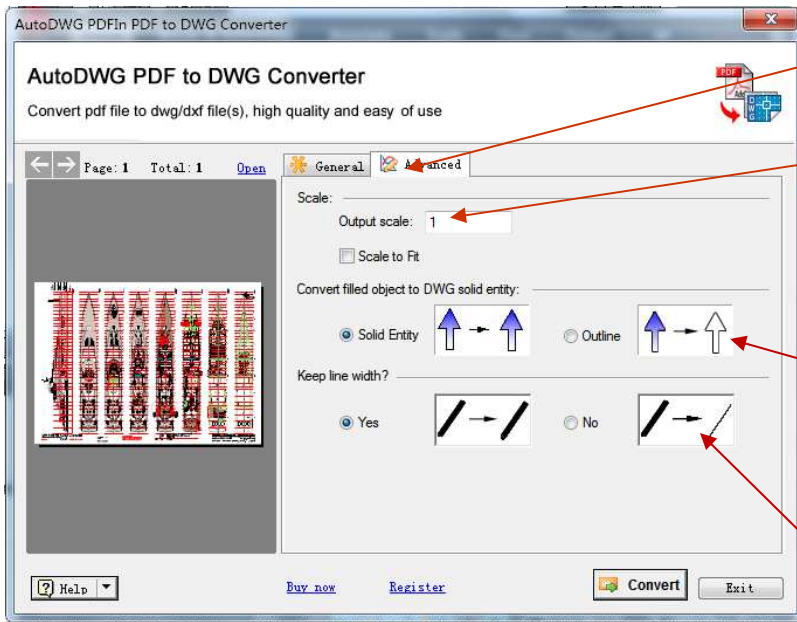 AutoDWG PDFIn PDF to DWG Converter
AutoDWG PDF to DWG Converter
Convert pdf file to dwg/dxf file(s), high quality and easy of use
PDF
DWG
Page: 1 Total: 1 Open
General Advanced
Scale:
Output scale: 1
Scale to Fit
Convert filled object to DWG solid entity:
Solid Entity
Outline
Keep line width?
Yes
No
Help
Buy now
Register
Convert
Exit